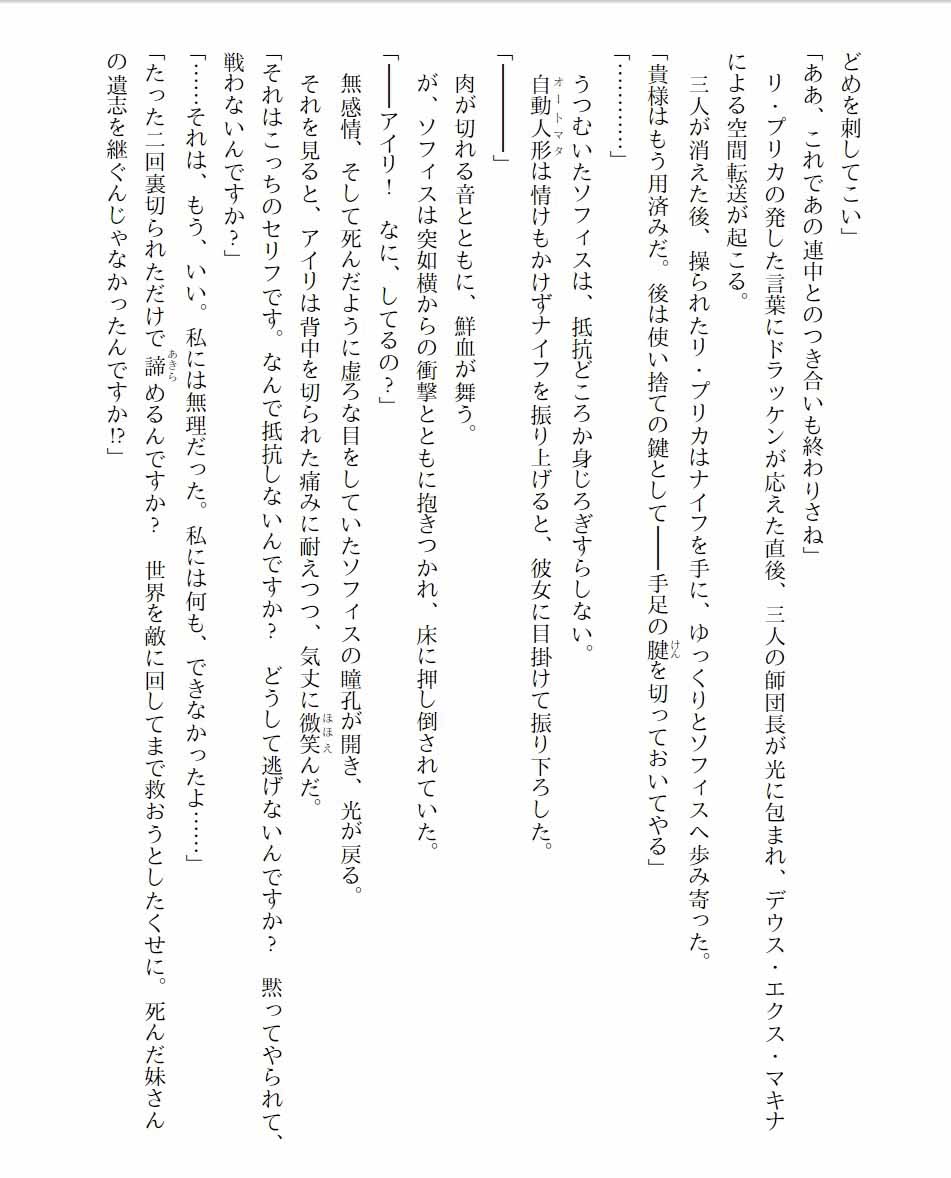 どめを刺してこい」
「ああ、これであの連中とのつき合いも終わりさね」
　リ・プリカの発した言葉にドラッケンが応えた直後、三人の師団長が光に包まれ、デウス・エクス・マキナ
による空間転送が起こる。
　三人が消えた後、操られたリ・プリカはナイフを手に、ゆっくりとソフィスへ歩み寄った。
「貴様はもう用済みだ。後は使い捨ての鍵として――手足の腱を切っておいてやる」
「…………」
　うつむいたソフィスは、抵抗どころか身じろぎすらしない。
　自動人形は情けもかけずナイフを振り上げると、彼女に目掛けて振り下ろした。
「――――」
　肉が切れる音とともに、鮮血が舞う。
　が、ソフィスは突如横からの衝撃とともに抱きつかれ、床に押し倒されていた。
「――アイリ！　なに、してるの？」
　無感情、そして死んだように虚ろな目をしていたソフィスの瞳孔が開き、光が戻る。
　それを見ると、アイリは背中を切られた痛みに耐えつつ、気丈に微笑んだ。
「それはこっちのセリフです。なんで抵抗しないんですか？　どうして逃げないんですか？　黙ってやられて、
戦わないんですか？」
「……それは、もう、いい。私には無理だった。私には何も、できなかったよ……」
「たった二回裏切られただけで諦めるんですか？　世界を敵に回してまで救おうとしたくせに。死んだ妹さん
の遺志を継ぐんじゃなかったんですか!?」